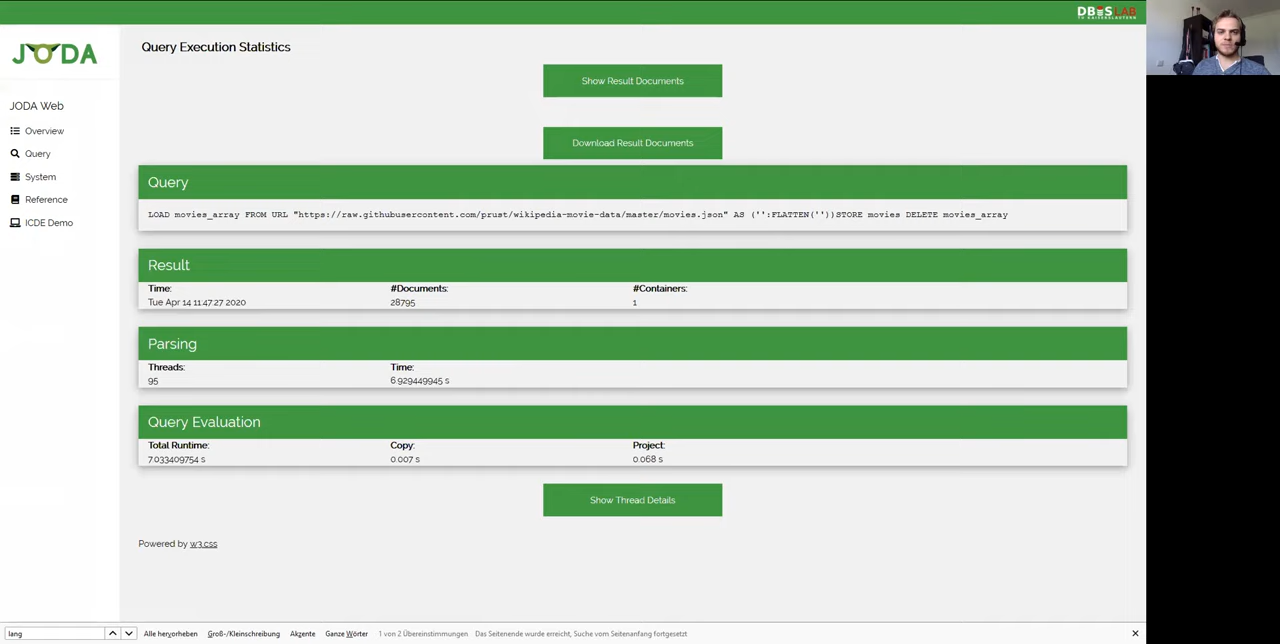 DBIS LAB
TU KAISERSLAUTERN
JODA
Query Execution Statistics
Show Result Documents
JODA Web
Overview
Download Result Documents
Query
Query
System
Reference
LOAD movies_array FROM URL "https://raw.githubusercontent.com/prust/wikipedia-movie-data/master/movies.json" AS ('':FLATTEN(''))STORE movies DELETE movies_array
ICDE Demo
Result
Time: #Documents: #Containers:
Tue Apr 14 11:47:27 2020 28795 1
Parsing
Threads: Time:
95 6.929449945 s
Query Evaluation
Total Runtime: Copy: Project:
7.033409754 s 0.007 s 0.068 s
Show Thread Details
Powered by w3.css
lang Alle hervorheben Groß-/Kleinschreibung Akzente Ganze Wörter 1 von 2 Übereinstimmungen Das Seitenende wurde erreicht, Suche vom Seitenanfang fortgesetzt